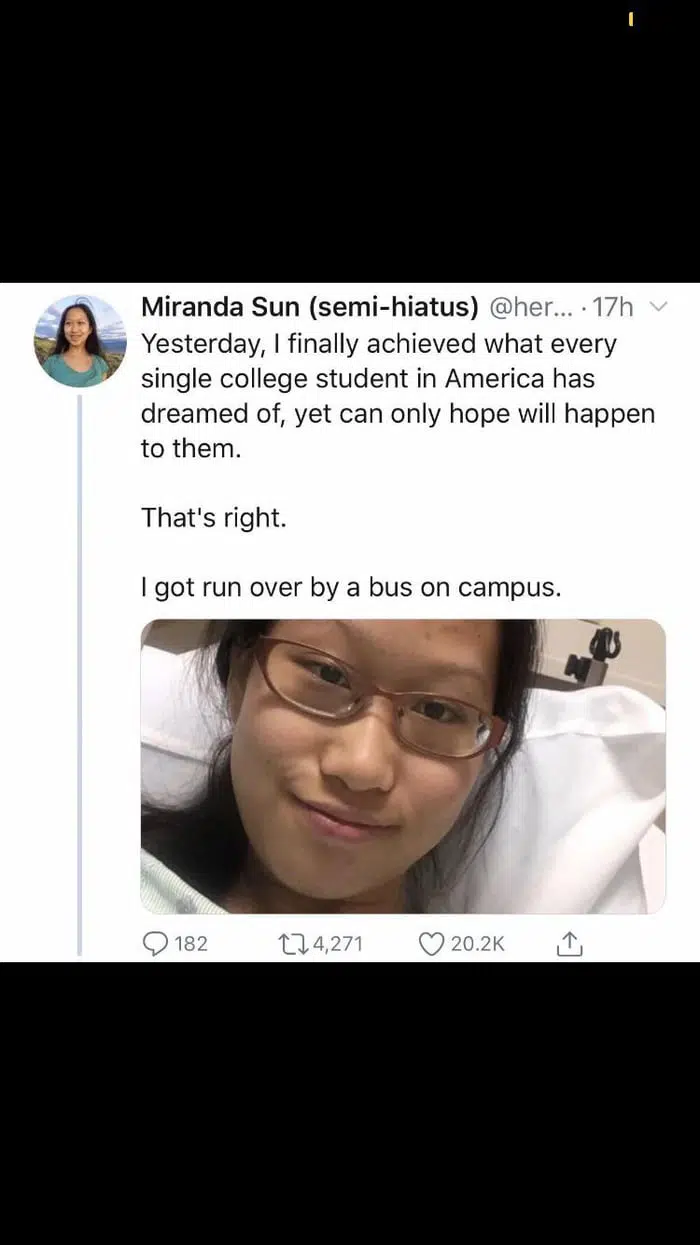 Miranda Sun (semi-hiatus) @her... · 17h
Yesterday, I finally achieved what every
single college student in America has
dreamed of, yet can only hope will happen
to them.
That's right.
I got run over by a bus on campus.
182 4,271 20.2K